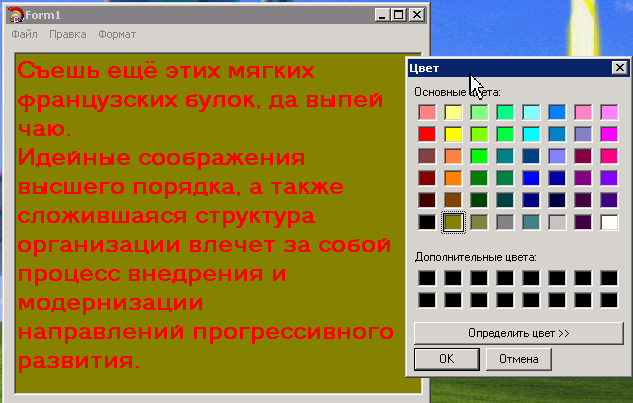 Form1
Файл Правка Формат
Съешь ещё этих мягких
французских булок, да выпей
чаю.
Идейные соображения
высшего порядка, а также
сложившаяся структура
организации влечет за собой
процесс внедрения и
модернизации
направлений прогрессивного
развития.
Цвет
Основные цвета:
Дополнительные цвета:
Определить цвет >>
OK Отмена